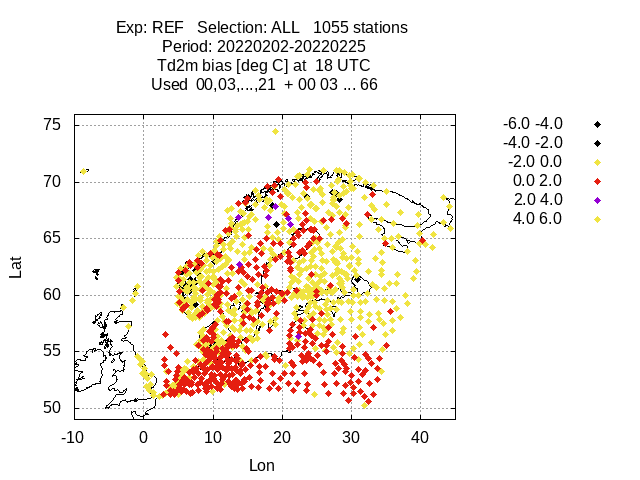 Exp: REF   Selection: ALL   1055 stations
Period: 20220202-20220225
Td2m bias [deg C] at  18 UTC
Used  00,03,...,21  + 00 03 ... 66
-6.0 -4.0
-4.0 -2.0
-2.0 0.0
0.0 2.0
2.0 4.0
4.0 6.0
75
70
65
60
55
50
Lat
-10 0 10 20 30 40
Lon